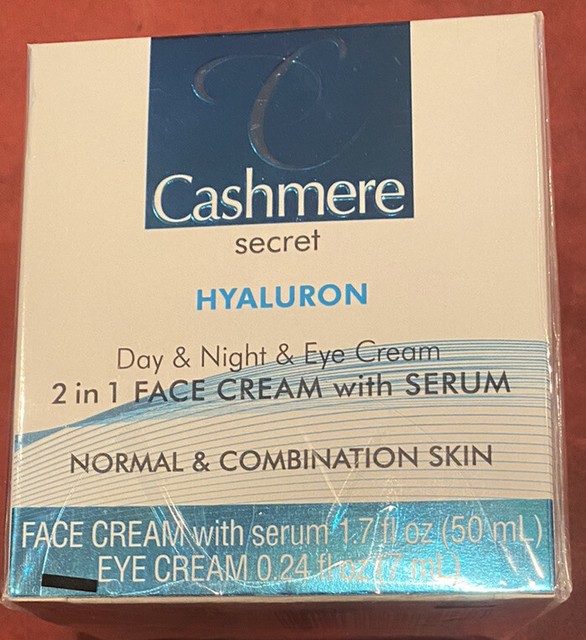 C
Cashmere
secret
HYALURON
Day & Night & Eye Cream
2 in 1 FACE CREAM with SERUM
NORMAL & COMBINATION SKIN
FACE CREAM with serum 1.7 fl oz (50 mL)
EYE CREAM 0.24 fl oz (7 mL)